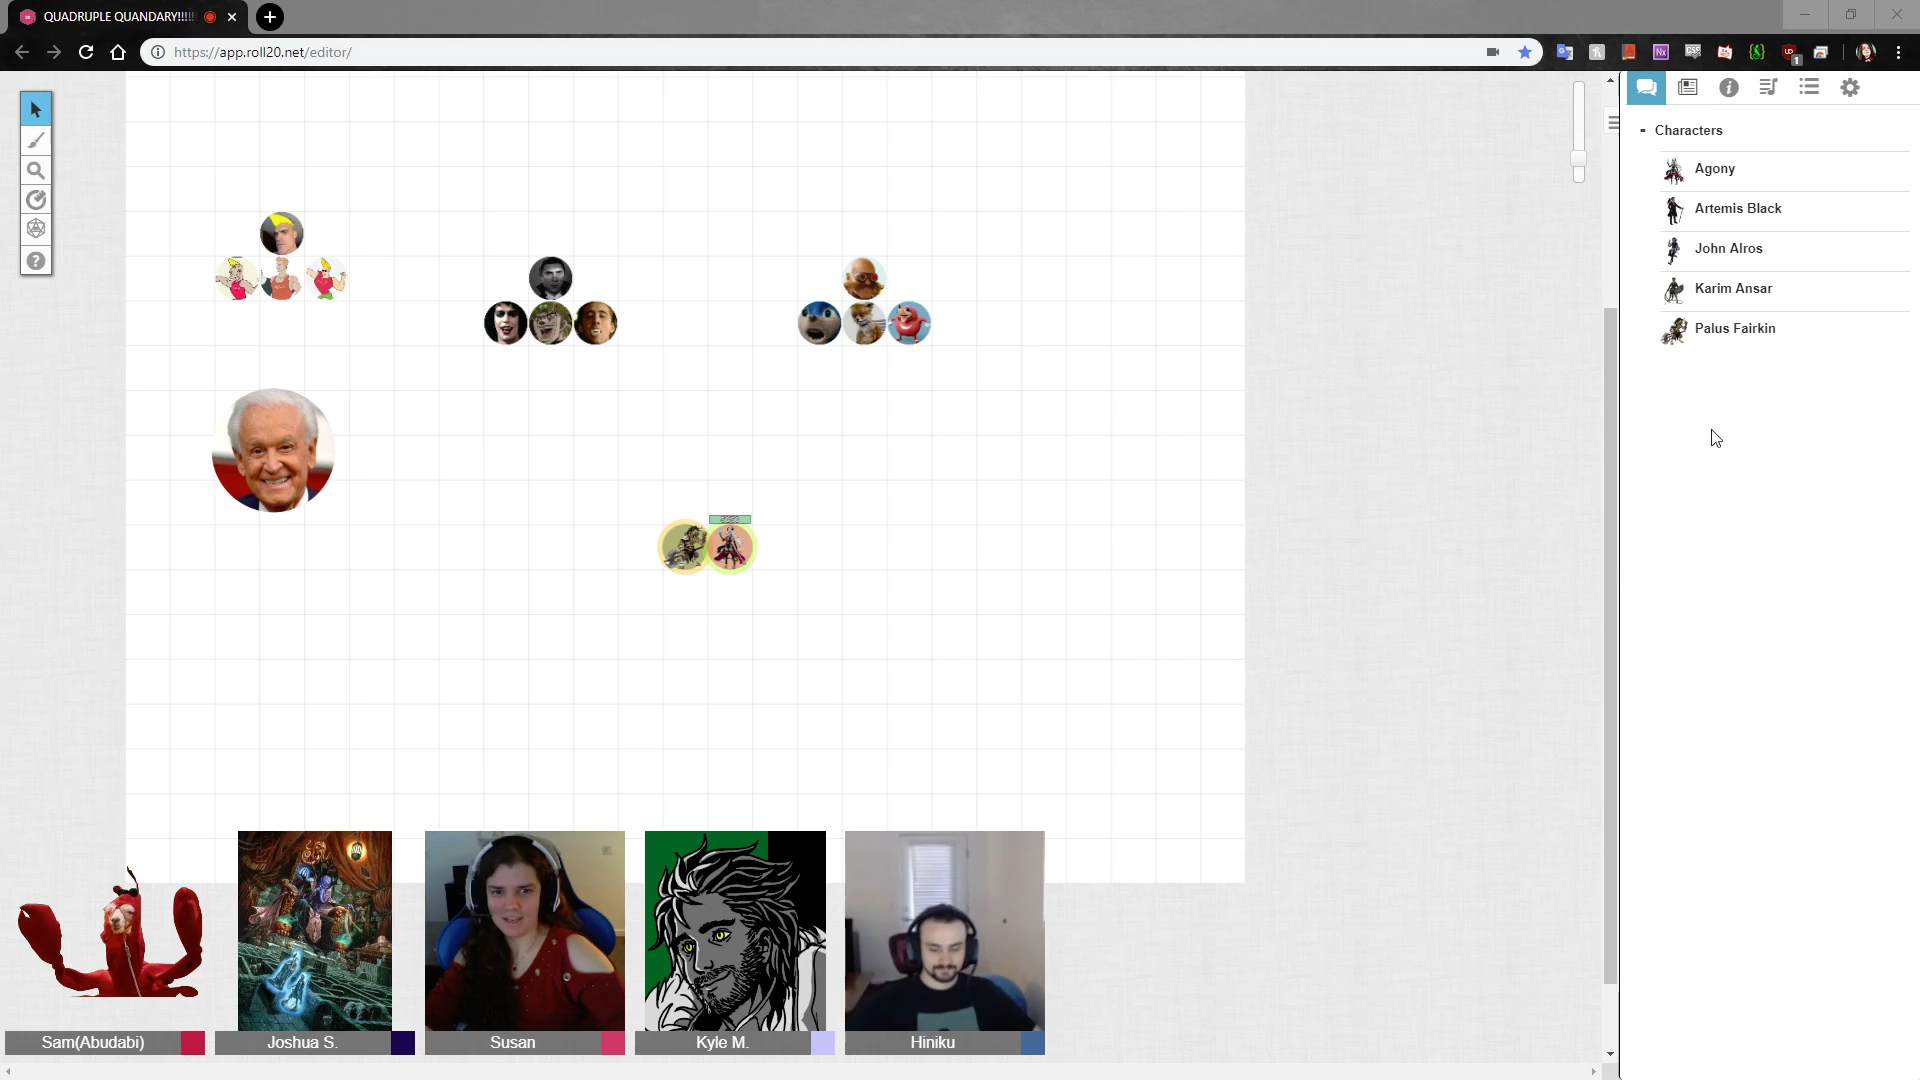 QUADRUPLE QUANDARY!!!!!
https://app.roll20.net/editor/
Characters
Agony
Artemis Black
John Alros
Karim Ansar
Palus Fairkin
Sam(Abudabi)
Joshua S.
Susan
Kyle M.
Hiniku